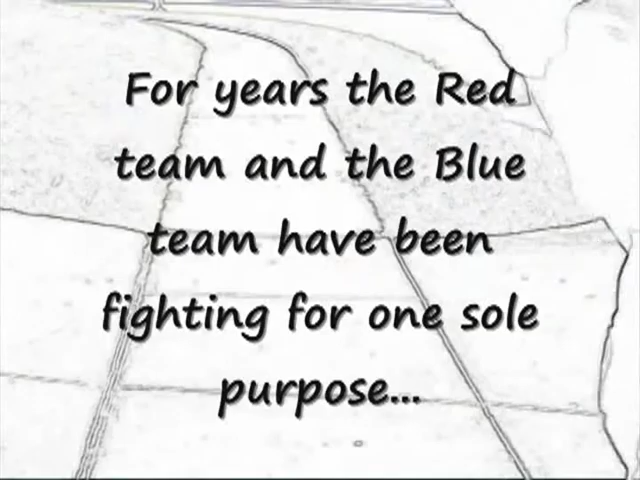 For years the Red
team and the Blue
team have been
fighting for one sole
purpose...